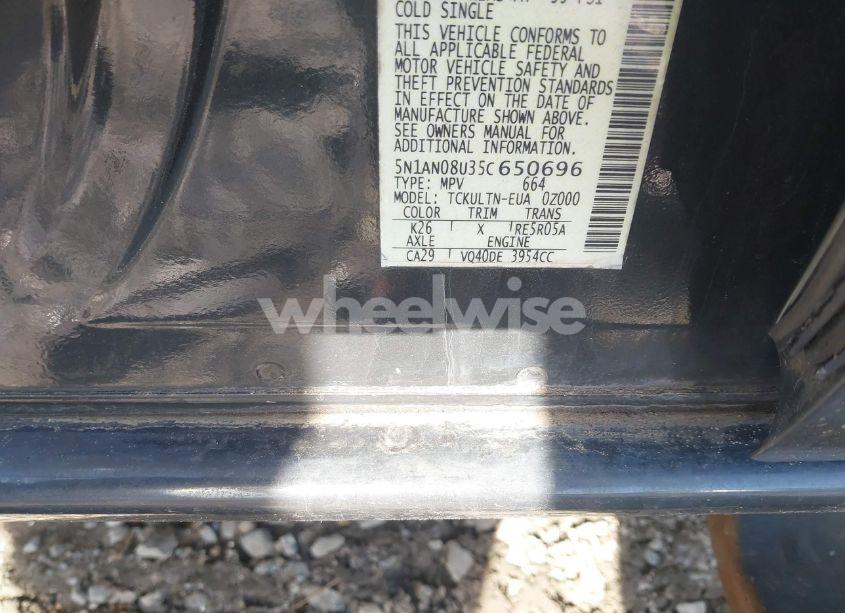 COLD SINGLE
THIS VEHICLE CONFORMS TO
ALL APPLICABLE FEDERAL
MOTOR VEHICLE SAFETY AND
THEFT PREVENTION STANDARDS
IN EFFECT ON THE DATE OF
MANUFACTURE SHOWN ABOVE.
SEE OWNERS MANUAL FOR
ADDITIONAL INFORMATION.
5N1AN08U35C650696
TYPE: MPV 664
MODEL: TCKULTN-EUA 0Z000
COLOR TRIM TRANS
K26 X RE5R05A
AXLE ENGINE
CA29 VQ40DE 3954CC
wheelwise